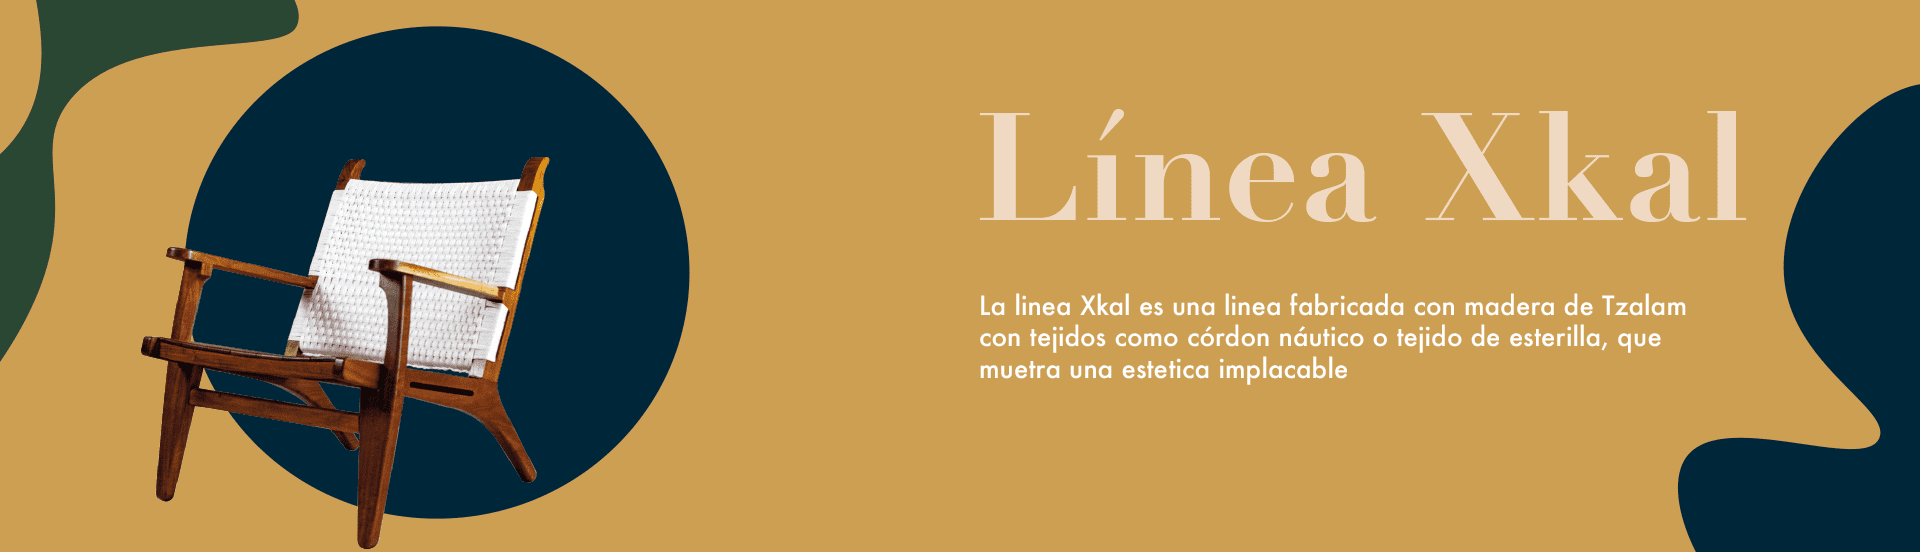 Línea Xkal
La linea Xkal es una linea fabricada con madera de Tzalam
con tejidos como córdon náutico o tejido de esterilla, que
muetra una estetica implacable